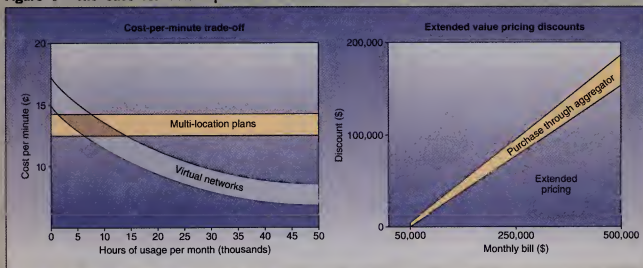 Cost-per-minute trade-off
20
15
10
Cost per minute (¢)
Multi-location plans
Virtual networks
0 5 10 15 20 25 30 35 40 45 50
Hours of usage per month (thousands)
Extended value pricing discounts
200,000
100,000
0
Discount ($)
Purchase through aggregator
Extended
pricing
50,000 250,000 500,000
Monthly bill ($)